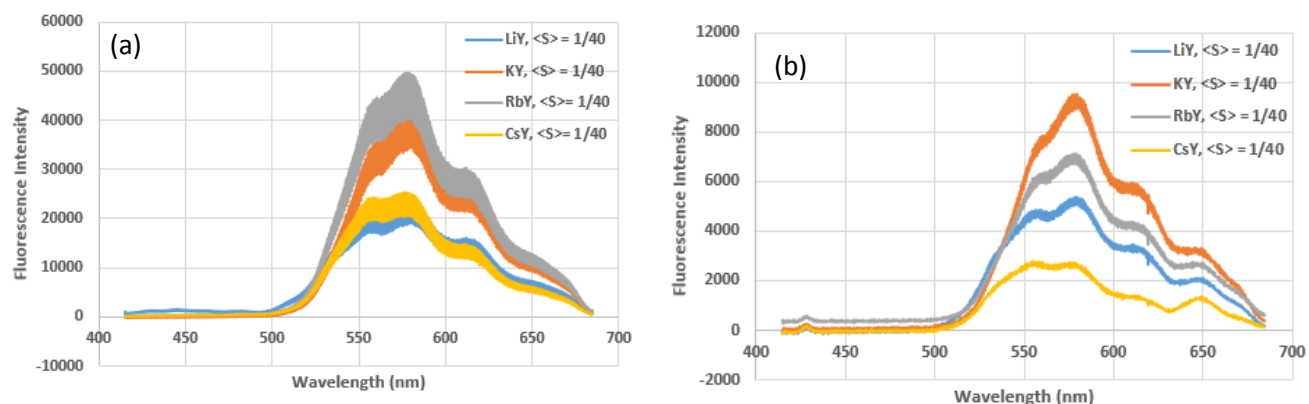 (a)
60000
50000
40000
30000
20000
10000
0
-10000
Fluorescence Intensity
400 450 500 550 600 650 700
Wavelength (nm)
LiY, <S> = 1/40
KY, <S> = 1/40
RbY, <S>= 1/40
CsY, <S>= 1/40
(b)
12000
10000
8000
6000
4000
2000
0
-2000
Fluorescence Intensity
400 450 500 550 600 650 700
Wavelength (nm)
LiY, <S> = 1/40
KY, <S> = 1/40
RbY, <S> = 1/40
CsY, <S> = 1/40